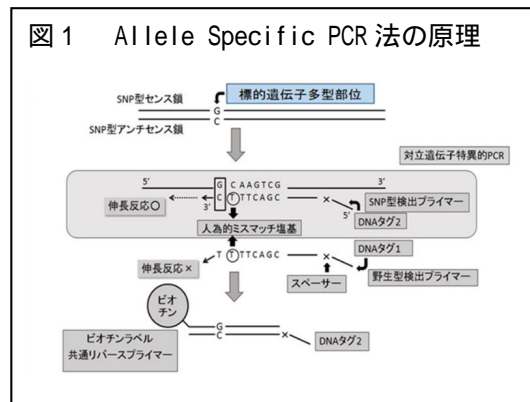 図1 Allele Specific PCR法の原理
標的遺伝子多型部位
SNP型センス鎖
G
C
SNP型アンチセンス鎖
対立遺伝子特異的PCR
5’ G CAAGTCG 3’
伸長反応○ 3’ C T TTCAGC ×
SNP型検出プライマー
5’
DNAタグ2
人為的ミスマッチ塩基
DNAタグ1
T T TTCAGC ×
伸長反応×
スペーサー
野生型検出プライマー
ビオ
チン
G
C
×
DNAタグ2
ビオチンラベル
共通リバースプライマー